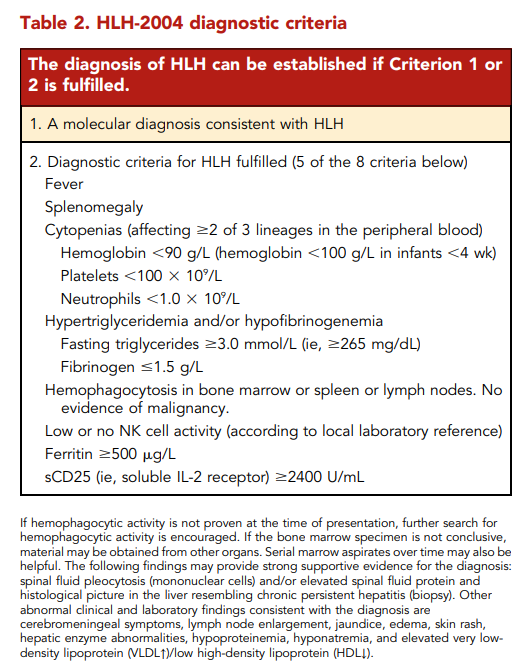 Table 2. HLH-2004 diagnostic criteria
The diagnosis of HLH can be established if Criterion 1 or
2 is fulfilled.
1. A molecular diagnosis consistent with HLH
2. Diagnostic criteria for HLH fulfilled (5 of the 8 criteria below)
Fever
Splenomegaly
Cytopenias (affecting ≥2 of 3 lineages in the peripheral blood)
Hemoglobin <90 g/L (hemoglobin <100 g/L in infants <4 wk)
Platelets <100 × 10⁹/L
Neutrophils <1.0 × 10⁹/L
Hypertriglyceridemia and/or hypofibrinogenemia
Fasting triglycerides ≥3.0 mmol/L (ie, ≥265 mg/dL)
Fibrinogen ≤1.5 g/L
Hemophagocytosis in bone marrow or spleen or lymph nodes. No
evidence of malignancy.
Low or no NK cell activity (according to local laboratory reference)
Ferritin ≥500 μg/L
sCD25 (ie, soluble IL-2 receptor) ≥2400 U/mL
If hemophagocytic activity is not proven at the time of presentation, further search for
hemophagocytic activity is encouraged. If the bone marrow specimen is not conclusive,
material may be obtained from other organs. Serial marrow aspirates over time may also be
helpful. The following findings may provide strong supportive evidence for the diagnosis:
spinal fluid pleocytosis (mononuclear cells) and/or elevated spinal fluid protein and
histological picture in the liver resembling chronic persistent hepatitis (biopsy). Other
abnormal clinical and laboratory findings consistent with the diagnosis are
cerebromeningeal symptoms, lymph node enlargement, jaundice, edema, skin rash,
hepatic enzyme abnormalities, hypoproteinemia, hyponatremia, and elevated very low-
density lipoprotein (VLDL↑)/low high-density lipoprotein (HDL↓).